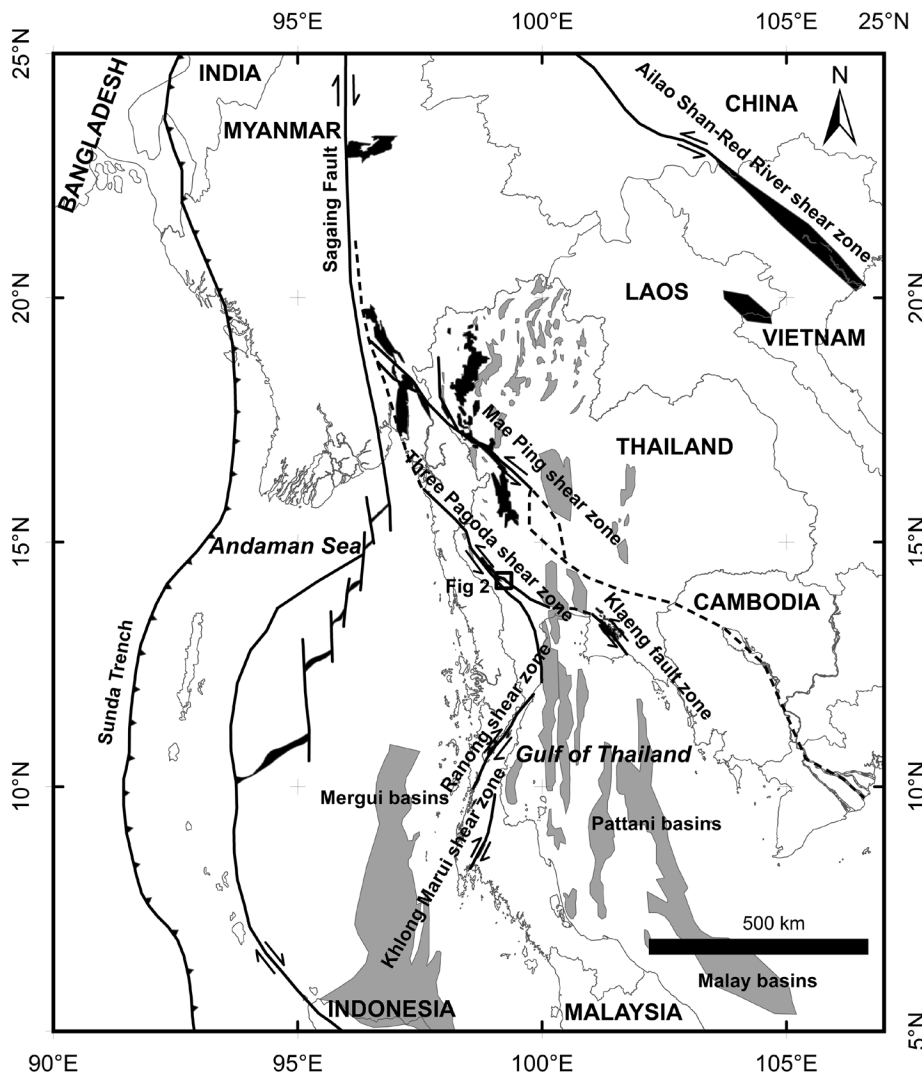 95°E
100°E
105°E
25°N
25°N
20°N
15°N
10°N
20°N
15°N
10°N
5°N
90°E
95°E
100°E
105°E
INDIA
BANGLADESH
MYANMAR
Sagaing Fault
CHINA
N
Ailao Shan-Red River shear zone
LAOS
VIETNAM
THAILAND
Mae Ping shear zone
Three Pagoda shear zone
Andaman Sea
Fig 2
CAMBODIA
Klaeng fault zone
Sunda Trench
Ranong shear zone
Gulf of Thailand
Mergui basins
Pattani basins
Khlong Marui shear zone
500 km
Malay basins
INDONESIA
MALAYSIA